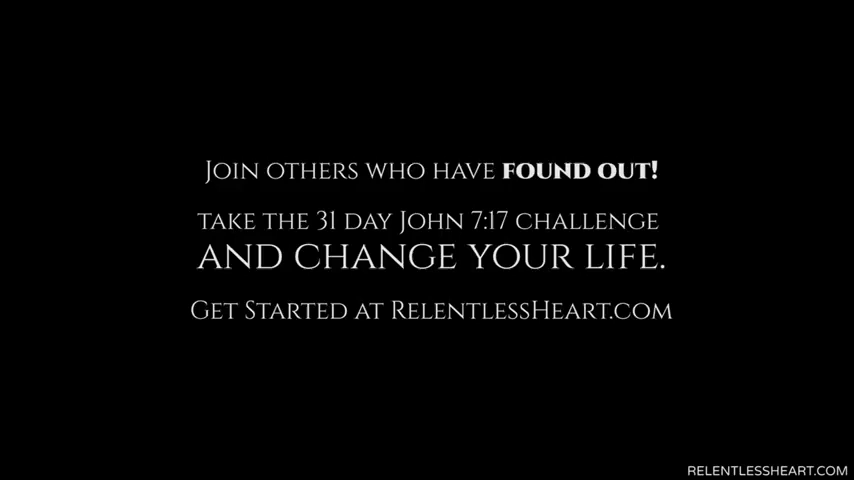 Join others who have found out!
take the 31 day John 7:17 challenge
and change your life.
Get Started at RelentlessHeart.com
RELENTLESSHEART.COM